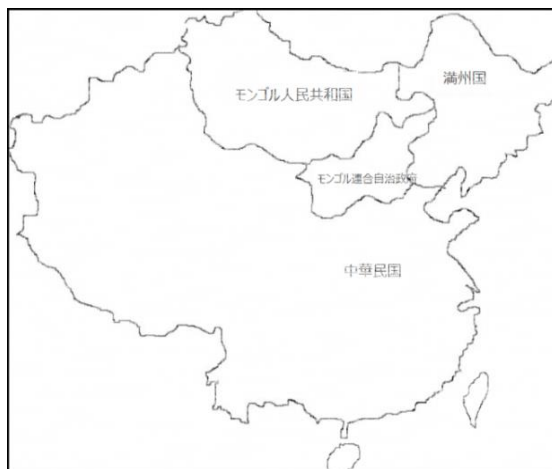 満州国
モンゴル人民共和国
モンゴル連合自治政府
中華民国